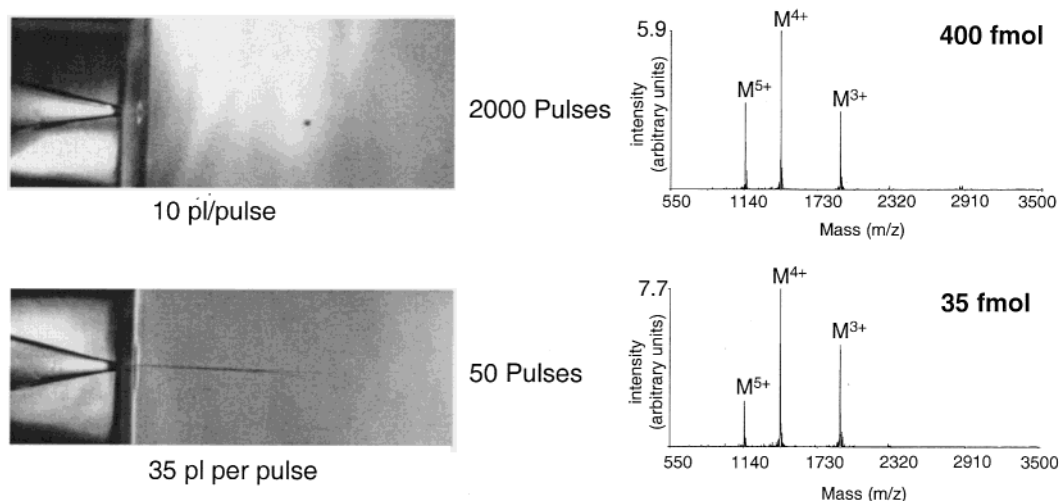 10 pl/pulse
2000 Pulses
5.9
M5+
M4+
M3+
400 fmol
intensity
(arbitrary units)
550 1140 1730 2320 2910 3500
Mass (m/z)
35 pl per pulse
50 Pulses
7.7
M5+
M4+
M3+
35 fmol
intensity
(arbitrary units)
550 1140 1730 2320 2910 3500
Mass (m/z)